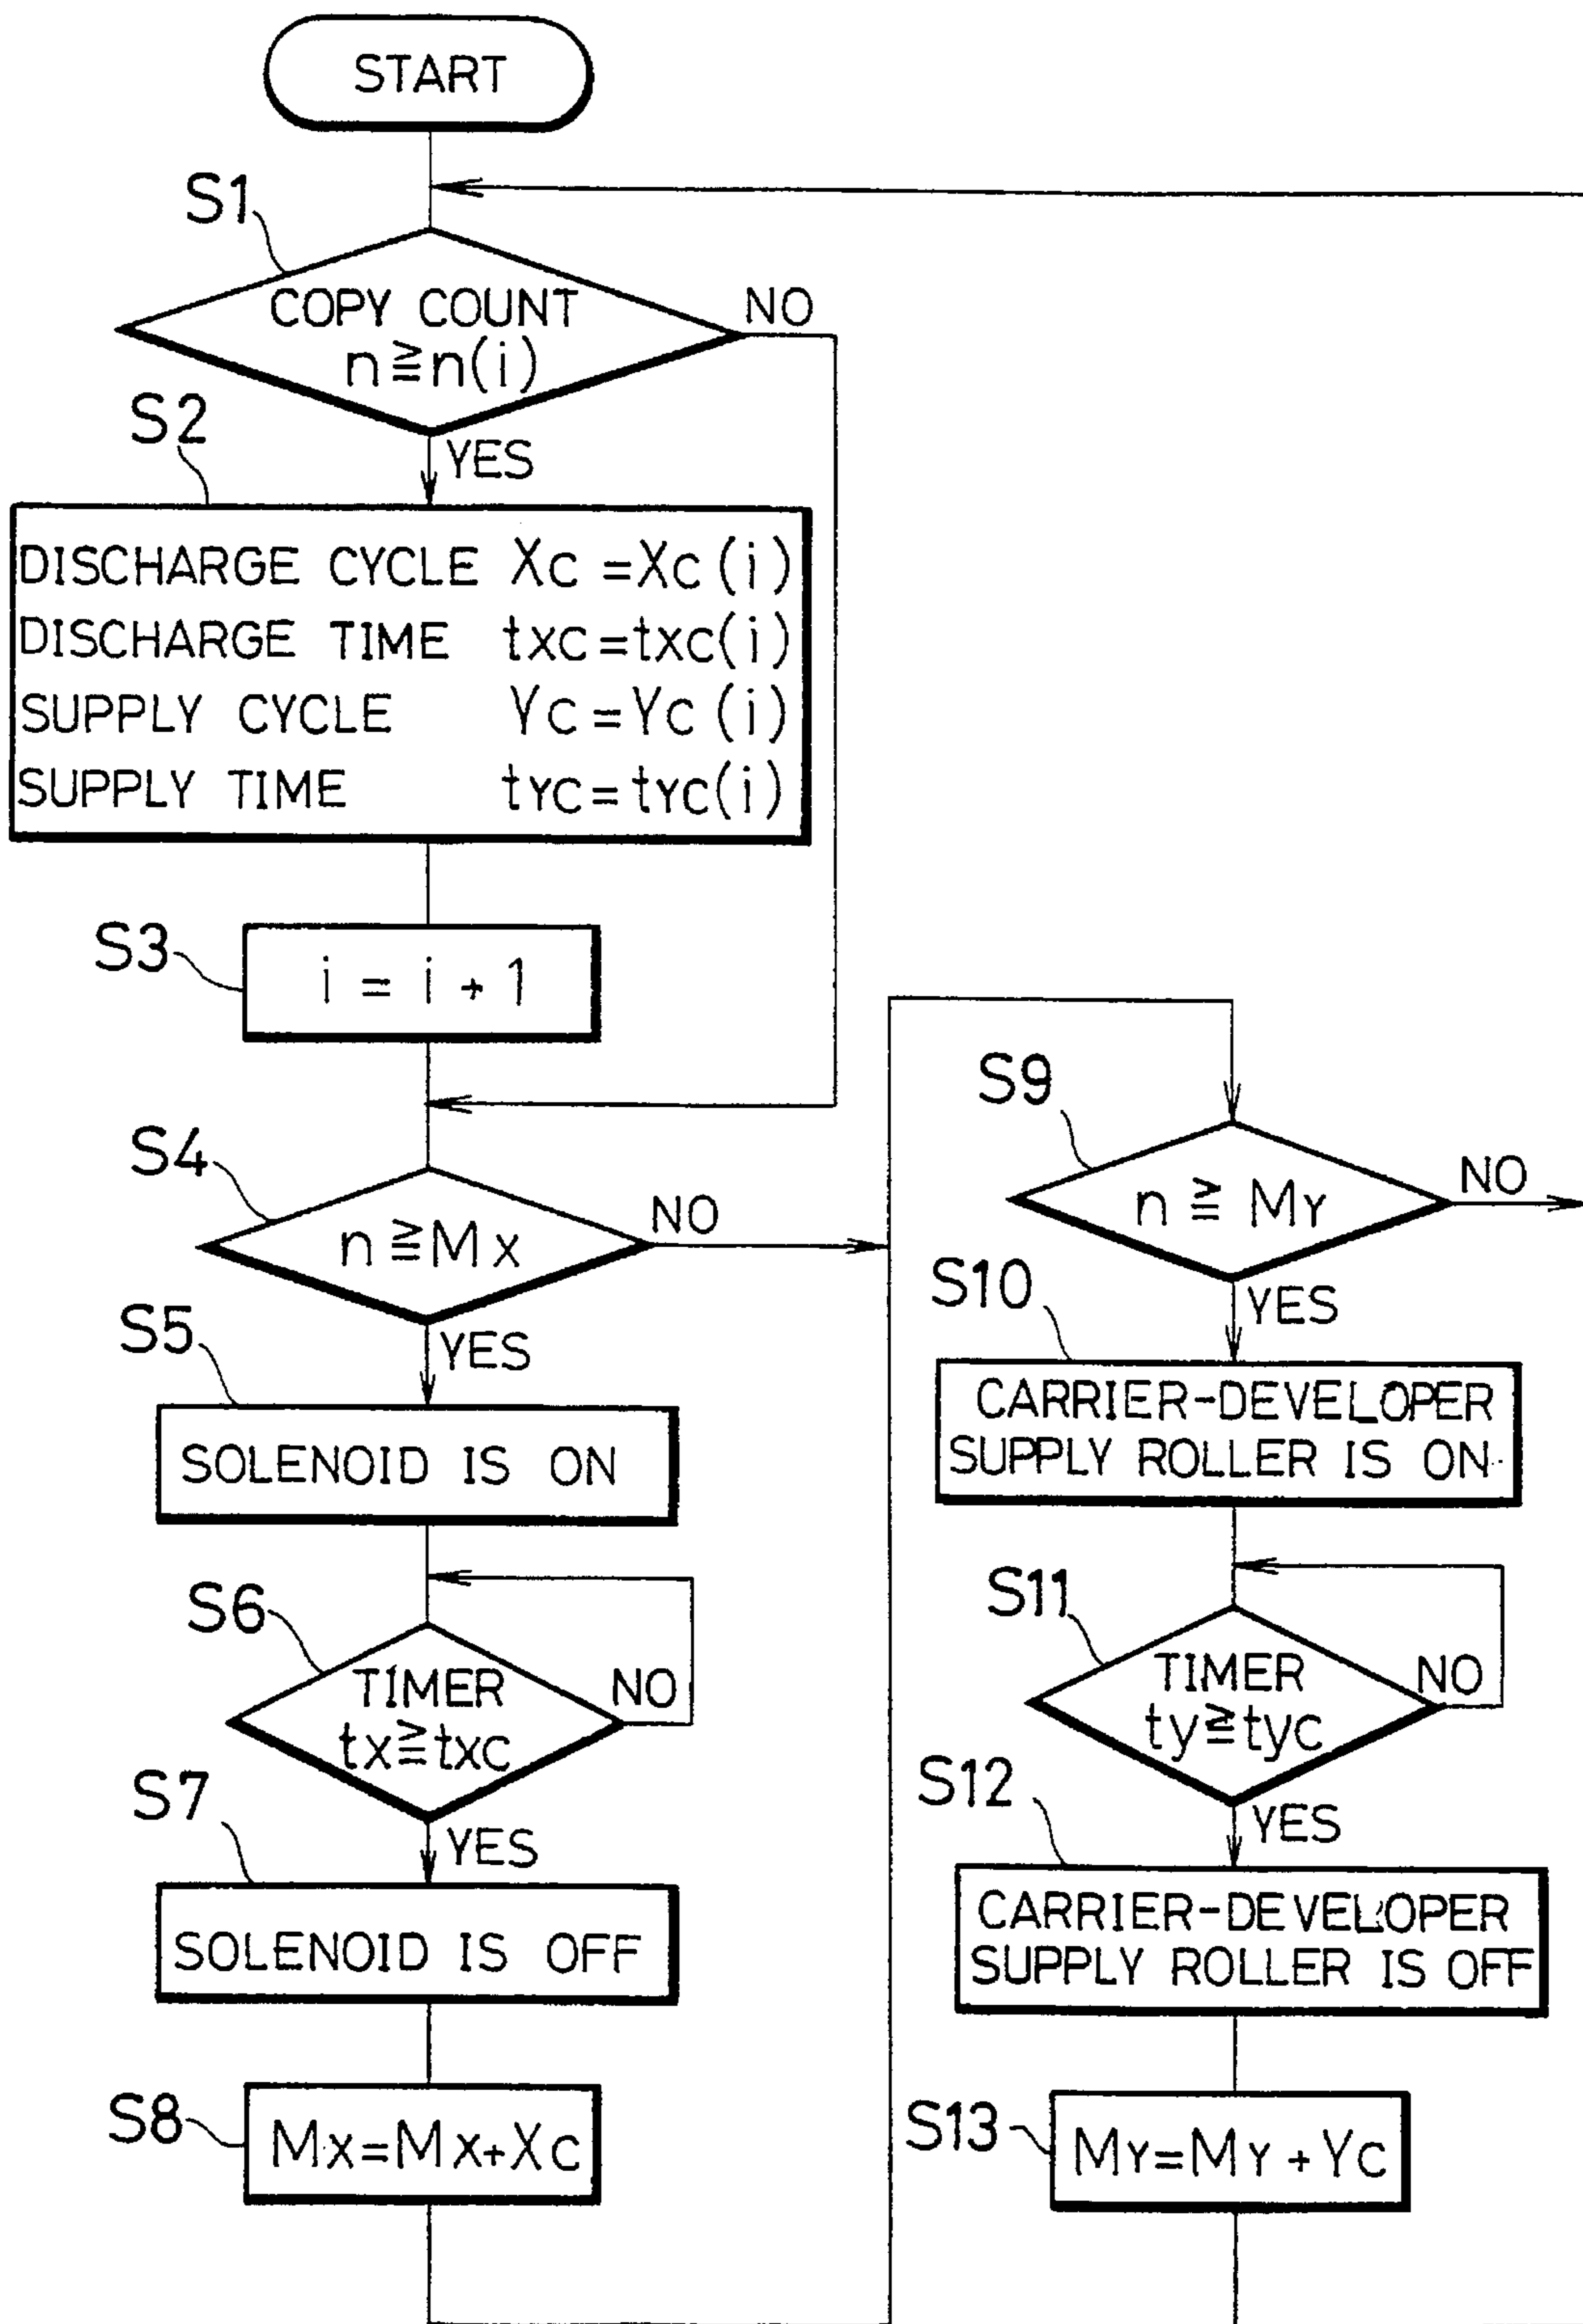 START
S1
COPY COUNT
n≧n(i)
NO
YES
S2
DISCHARGE CYCLE Xc =Xc (i)
DISCHARGE TIME txc=txc(i)
SUPPLY CYCLE Yc =Yc (i)
SUPPLY TIME tYc= tYc(i)
S3
i = i + 1
S4
n ≧ Mx
NO
YES
S5
SOLENOID IS ON
S6
TIMER
tx≧txc
NO
YES
S7
SOLENOID IS OFF
S8
Mx=Mx+Xc
S9
n ≧ MY
NO
YES
S10
CARRIER-DEVELOPER
SUPPLY ROLLER IS ON
S11
TIMER
ty≧tyc
NO
YES
S12
CARRIER-DEVELOPER
SUPPLY ROLLER IS OFF
S13
MY=MY + Yc